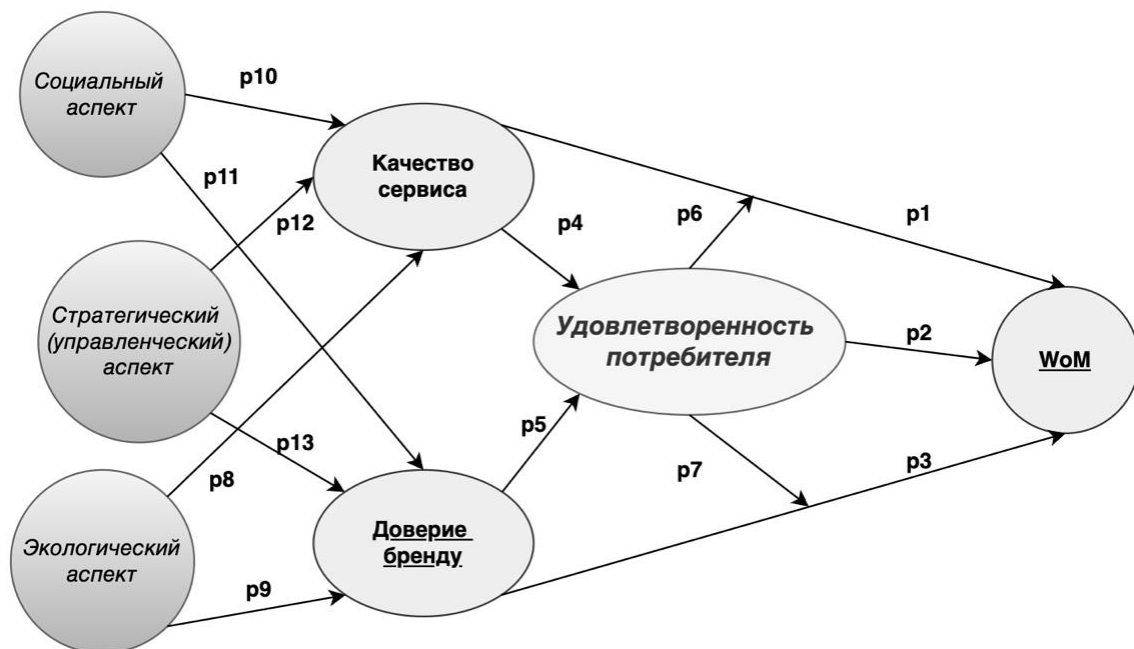 Социальный
аспект
p10
p11
Качество
сервиса
p12
p4
p6
p1
Стратегический
(управленческий)
аспект
Удовлетворенность
потребителя
p2
WoM
p13
p5
p8
p7
p3
Экологический
аспект
Доверие
бренду
p9